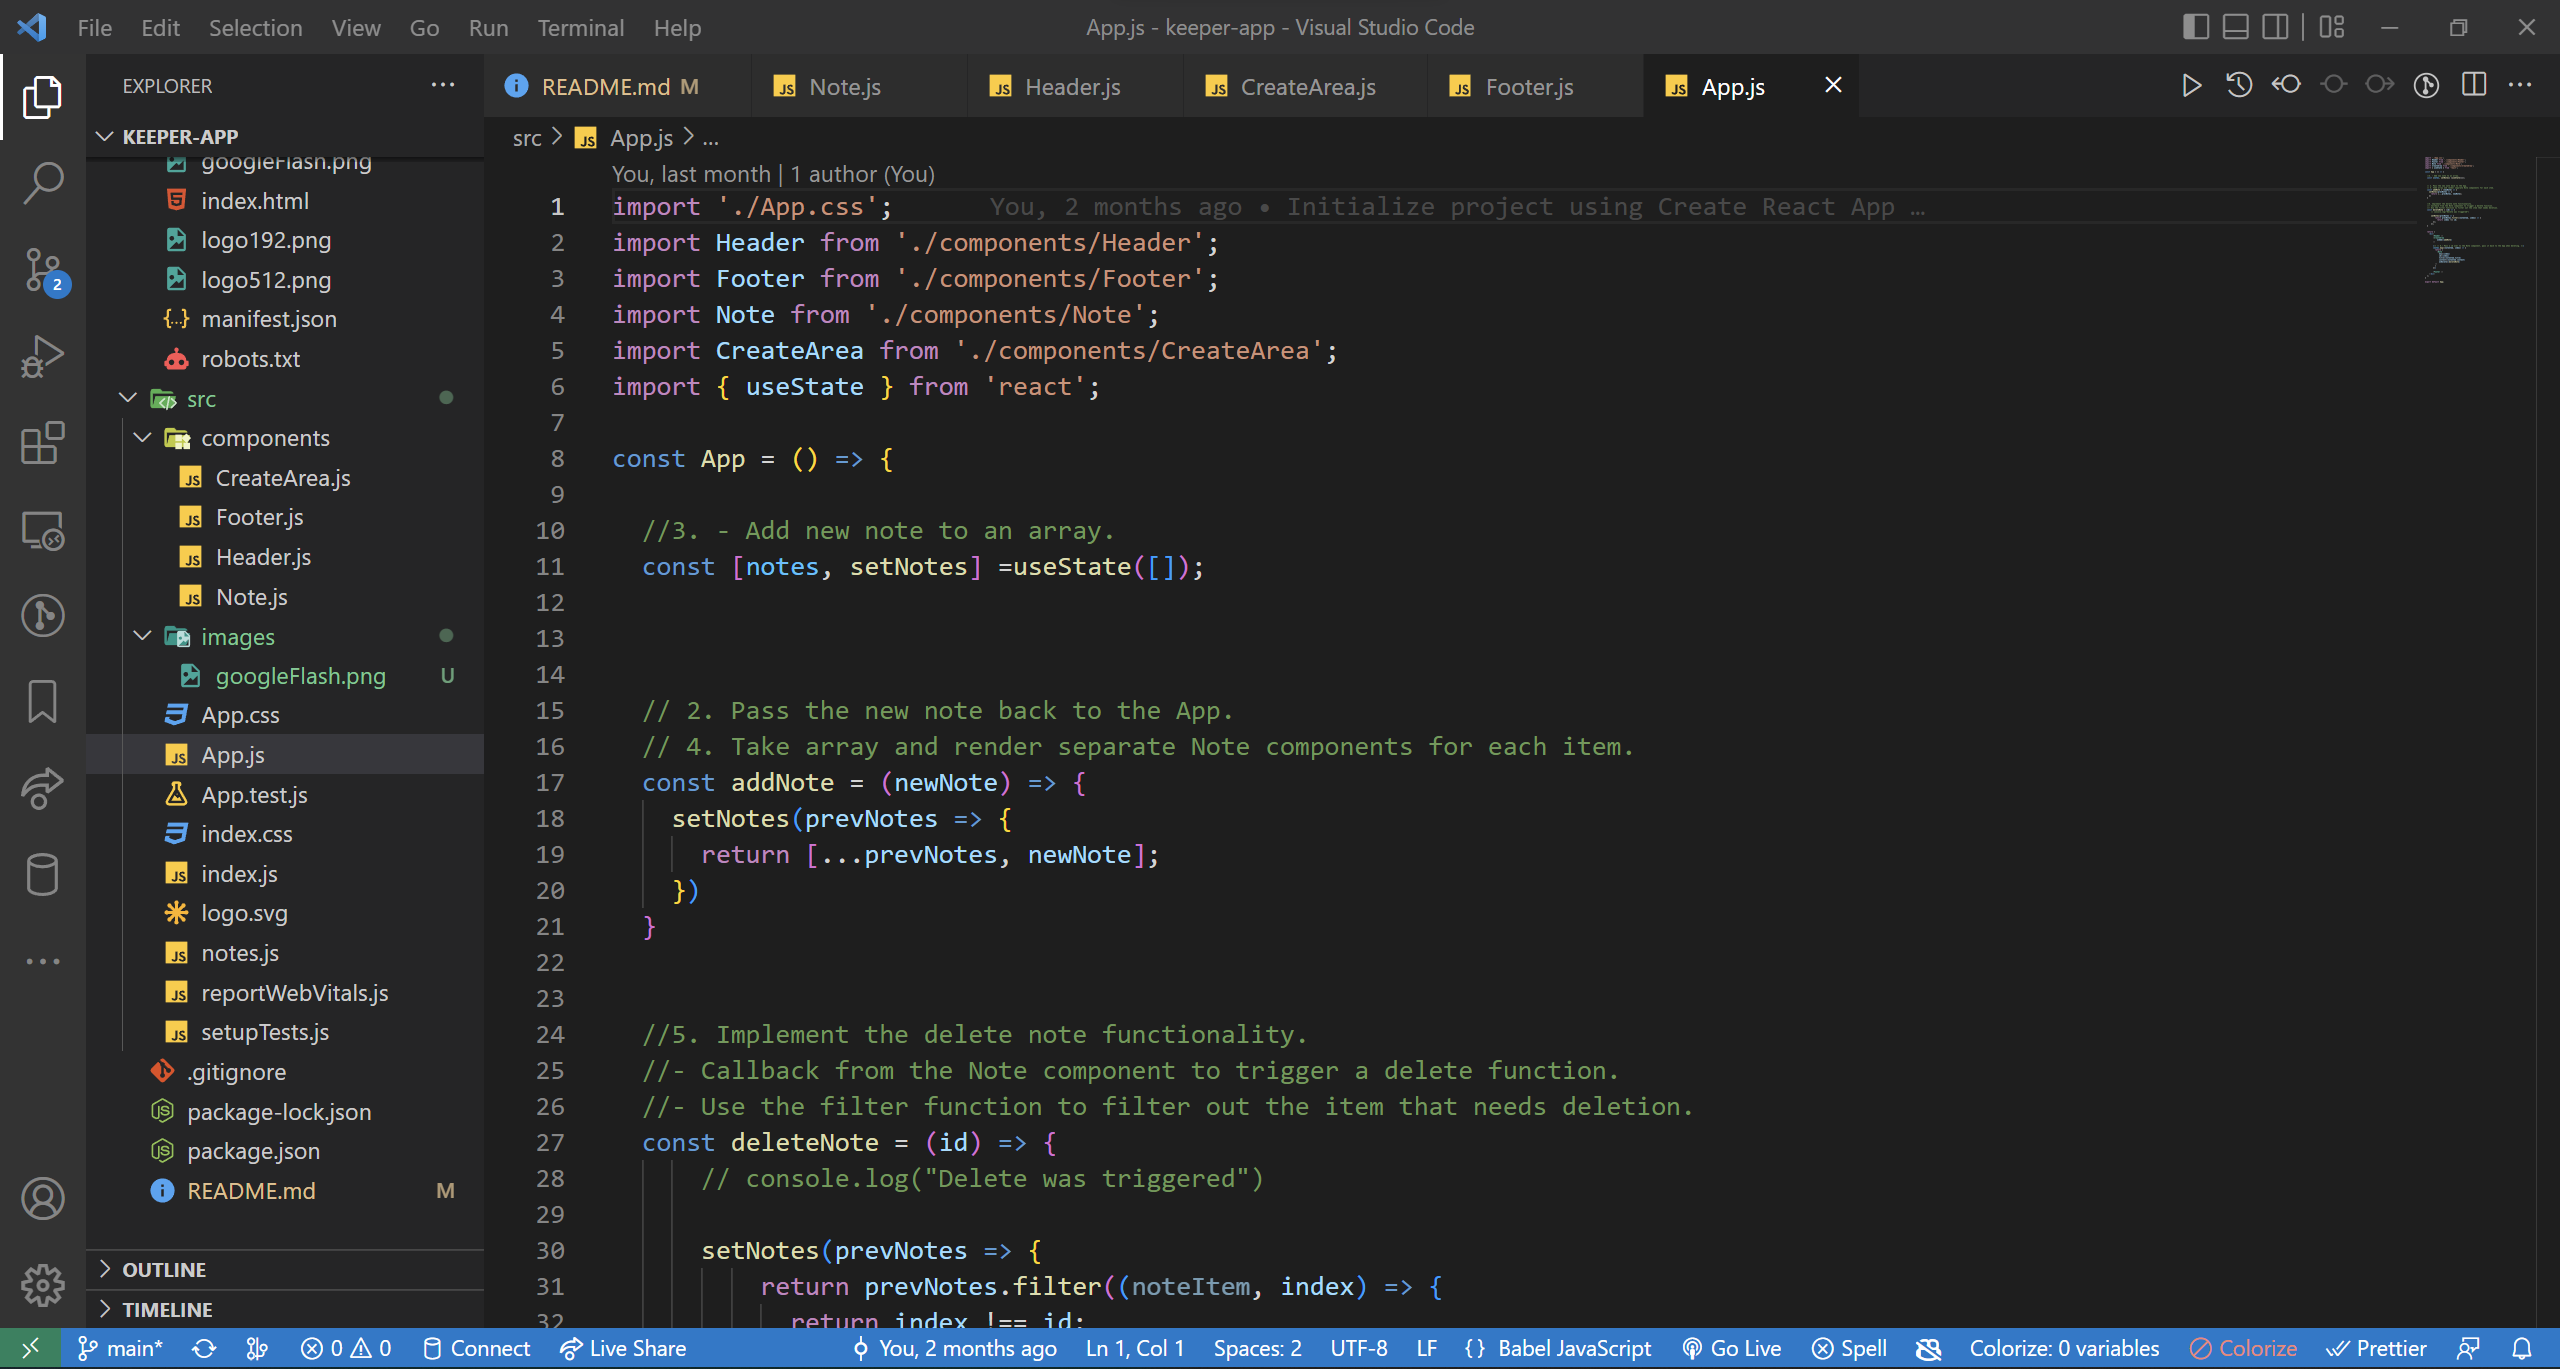 File Edit Selection View Go Run Terminal Help
App.js - keeper-app - Visual Studio Code
EXPLORER
KEEPER-APP
googleFlash.png
index.html
logo192.png
logo512.png
manifest.json
robots.txt
src
components
CreateArea.js
Footer.js
Header.js
Note.js
images
googleFlash.png U
App.css
App.js
App.test.js
index.css
index.js
logo.svg
notes.js
reportWebVitals.js
setupTests.js
.gitignore
package-lock.json
package.json
README.md M
OUTLINE
TIMELINE
2
README.md M Note.js Header.js CreateArea.js Footer.js App.js
src > App.js > ...
You, last month | 1 author (You)
1 import './App.css'; You, 2 months ago • Initialize project using Create React App …
2 import Header from './components/Header';
3 import Footer from './components/Footer';
4 import Note from './components/Note';
5 import CreateArea from './components/CreateArea';
6 import { useState } from 'react';
7
8 const App = () => {
9
10 //3. - Add new note to an array.
11 const [notes, setNotes] =useState([]);
12
13
14
15 // 2. Pass the new note back to the App.
16 // 4. Take array and render separate Note components for each item.
17 const addNote = (newNote) => {
18 setNotes(prevNotes => {
19 return [...prevNotes, newNote];
20 })
21 }
22
23
24 //5. Implement the delete note functionality.
25 //- Callback from the Note component to trigger a delete function.
26 //- Use the filter function to filter out the item that needs deletion.
27 const deleteNote = (id) => {
28 // console.log("Delete was triggered")
29
30 setNotes(prevNotes => {
31 return prevNotes.filter((noteItem, index) => {
32 return index !== id;
main* 0 0 Connect Live Share You, 2 months ago Ln 1, Col 1 Spaces: 2 UTF-8 LF {} Babel JavaScript Go Live Spell Colorize: 0 variables Colorize Prettier